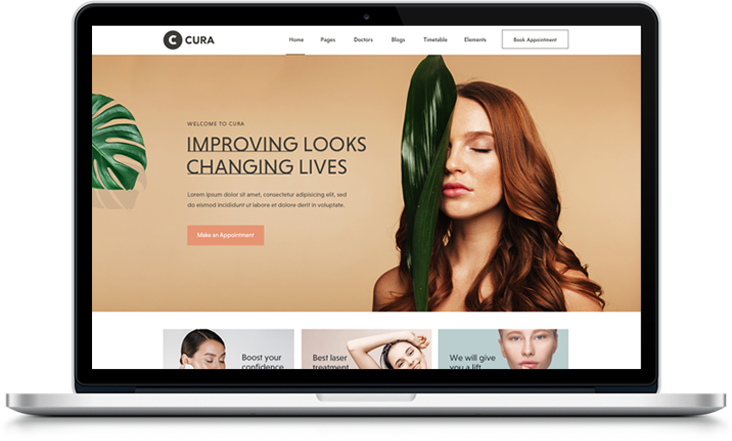 C CURA
Home Pages Doctors Blogs Timetable Elements Book Appointment
WELCOME TO CURA
IMPROVING LOOKS
CHANGING LIVES
Lorem ipsum dolor sit amet, consectetur adipisicing elit, sed
do eismod incididunt ut labore et dolore derit in voluptate.
Make an Appointment
Boost your
confidence
Best laser
treatment
We will give
you a lift